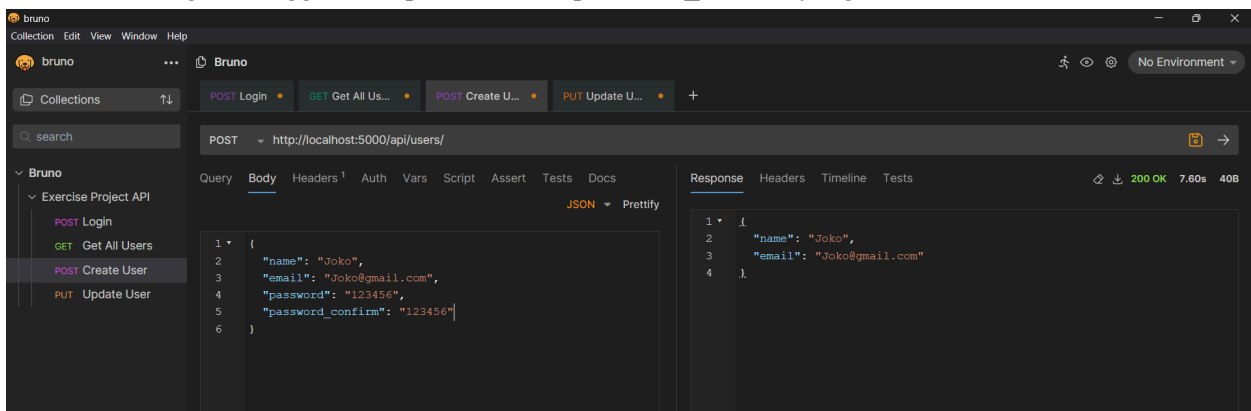 bruno
Collection Edit View Window Help
bruno
Bruno
No Environment
Collections
POST Login
GET Get All Us...
POST Create U...
PUT Update U...
search
POST http://localhost:5000/api/users/
Bruno
Exercise Project API
POST Login
GET Get All Users
POST Create User
PUT Update User
Query Body Headers 1 Auth Vars Script Assert Tests Docs
JSON Prettify
1 {
2 "name": "Joko",
3 "email": "Joko@gmail.com",
4 "password": "123456",
5 "password_confirm": "123456"
6 }
Response Headers Timeline Tests 200 OK 7.60s 40B
1 {
2 "name": "Joko",
3 "email": "Joko@gmail.com"
4 }